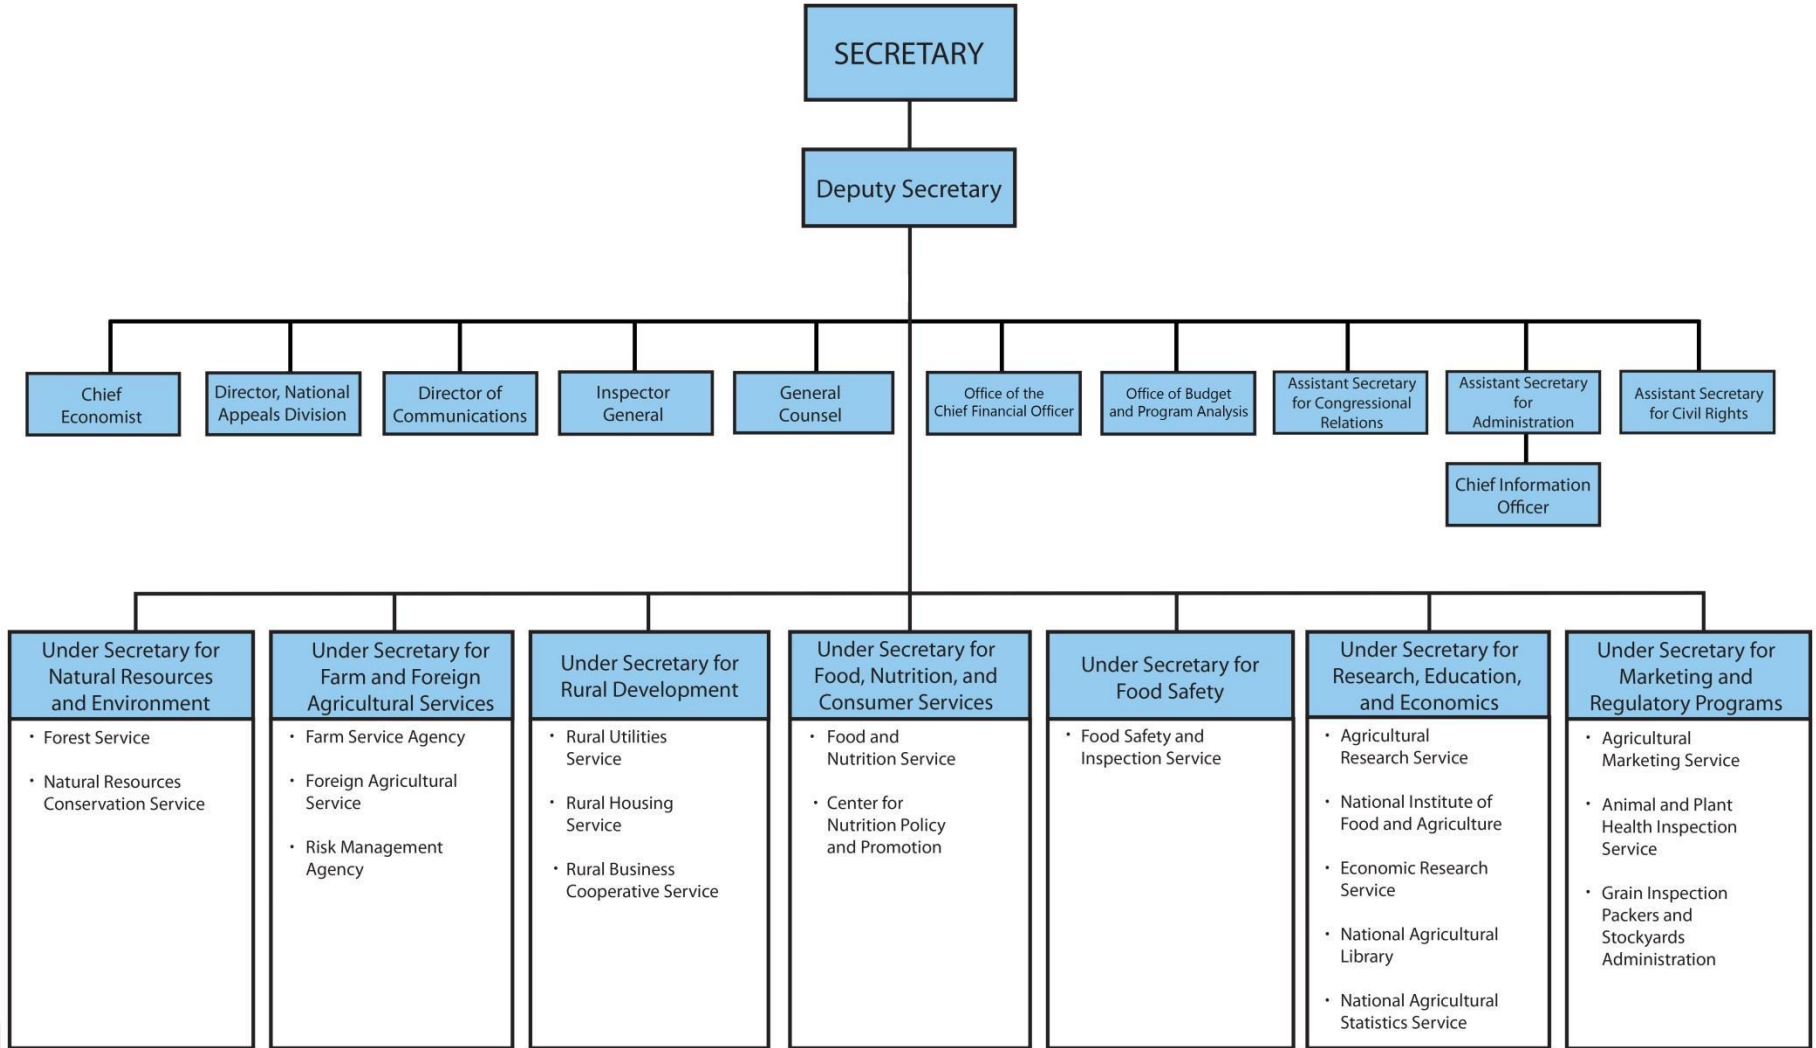 SECRETARY
Deputy Secretary
Chief
Economist
Director, National
Appeals Division
Director of
Communications
Inspector
General
General
Counsel
Office of the
Chief Financial Officer
Office of Budget
and Program Analysis
Assistant Secretary
for Congressional
Relations
Assistant Secretary
for
Administration
Assistant Secretary
for Civil Rights
Chief Information
Officer
Under Secretary for
Natural Resources
and Environment
· Forest Service
· Natural Resources
Conservation Service
Under Secretary for
Farm and Foreign
Agricultural Services
· Farm Service Agency
· Foreign Agricultural
Service
· Risk Management
Agency
Under Secretary for
Rural Development
· Rural Utilities
Service
· Rural Housing
Service
· Rural Business
Cooperative Service
Under Secretary for
Food, Nutrition, and
Consumer Services
· Food and
Nutrition Service
· Center for
Nutrition Policy
and Promotion
Under Secretary for
Food Safety
· Food Safety and
Inspection Service
Under Secretary for
Research, Education,
and Economics
· Agricultural
Research Service
· National Institute of
Food and Agriculture
· Economic Research
Service
· National Agricultural
Library
· National Agricultural
Statistics Service
Under Secretary for
Marketing and
Regulatory Programs
· Agricultural
Marketing Service
· Animal and Plant
Health Inspection
Service
· Grain Inspection
Packers and
Stockyards
Administration